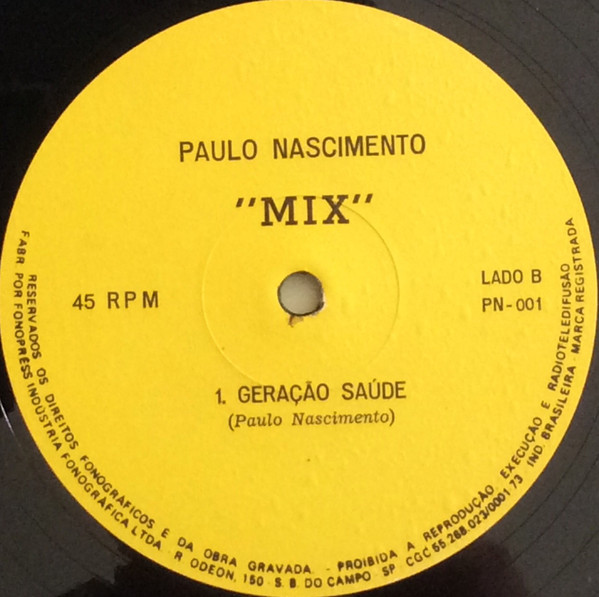 PAULO NASCIMENTO
"MIX"
45 RPM
LADO B
PN-001
1. GERAÇÃO SAÚDE
(Paulo Nascimento)
RESERVADOS OS DIREITOS FONOGRÁFICOS E DA OBRA GRAVADA. - PROIBIDA A REPRODUÇÃO, EXECUÇÃO E RADIOTELEDIFUSÃO
FABR. POR FONOPRESS INDÚSTRIA FONOGRÁFICA LTDA - R. ODEON, 150 - S. B. DO CAMPO - SP CGC 55.268.023/0001.73 IND. BRASILEIRA - MARCA REGISTRADA